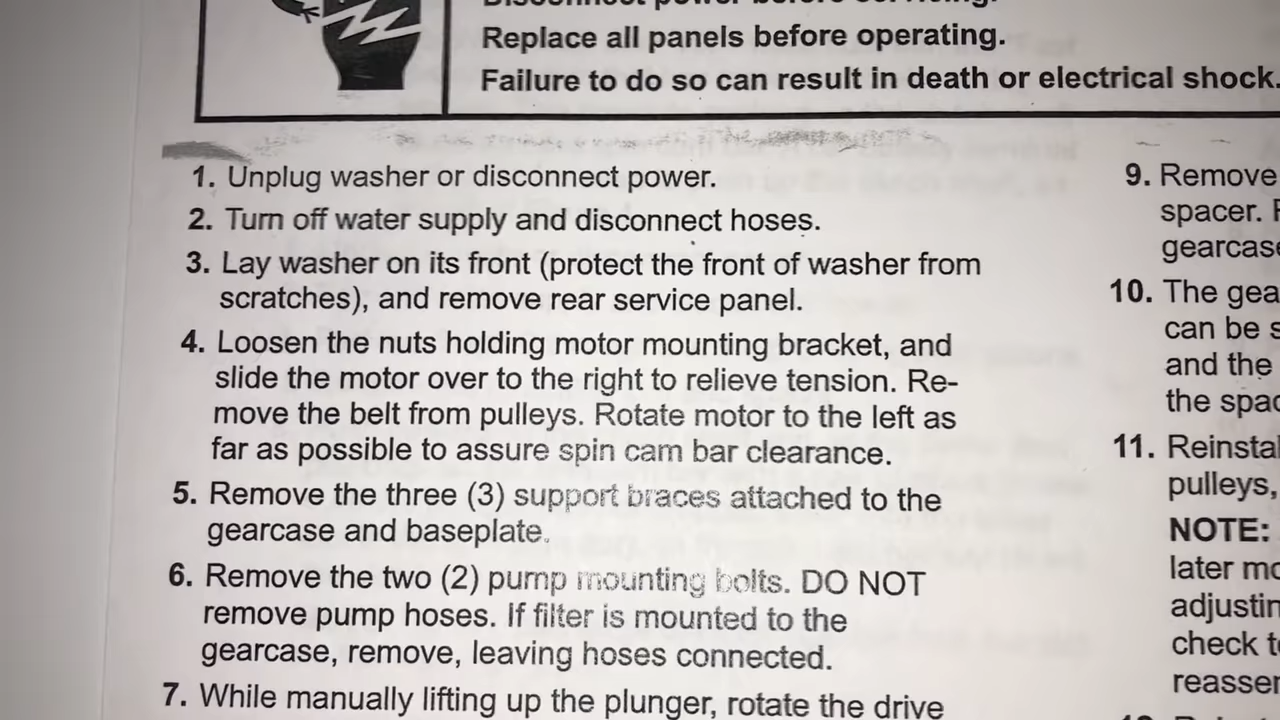 Disconnect power before servicing.
Replace all panels before operating.
Failure to do so can result in death or electrical shock.
1. Unplug washer or disconnect power.
2. Turn off water supply and disconnect hoses.
3. Lay washer on its front (protect the front of washer from
scratches), and remove rear service panel.
4. Loosen the nuts holding motor mounting bracket, and
slide the motor over to the right to relieve tension. Re-
move the belt from pulleys. Rotate motor to the left as
far as possible to assure spin cam bar clearance.
5. Remove the three (3) support braces attached to the
gearcase and baseplate.
6. Remove the two (2) pump mounting bolts. DO NOT
remove pump hoses. If filter is mounted to the
gearcase, remove, leaving hoses connected.
7. While manually lifting up the plunger, rotate the drive
9. Remove
spacer.
gearcase
10. The gea
can be s
and the
the spac
11. Reinstal
pulleys,
NOTE:
later mo
adjustin
check to
reasser